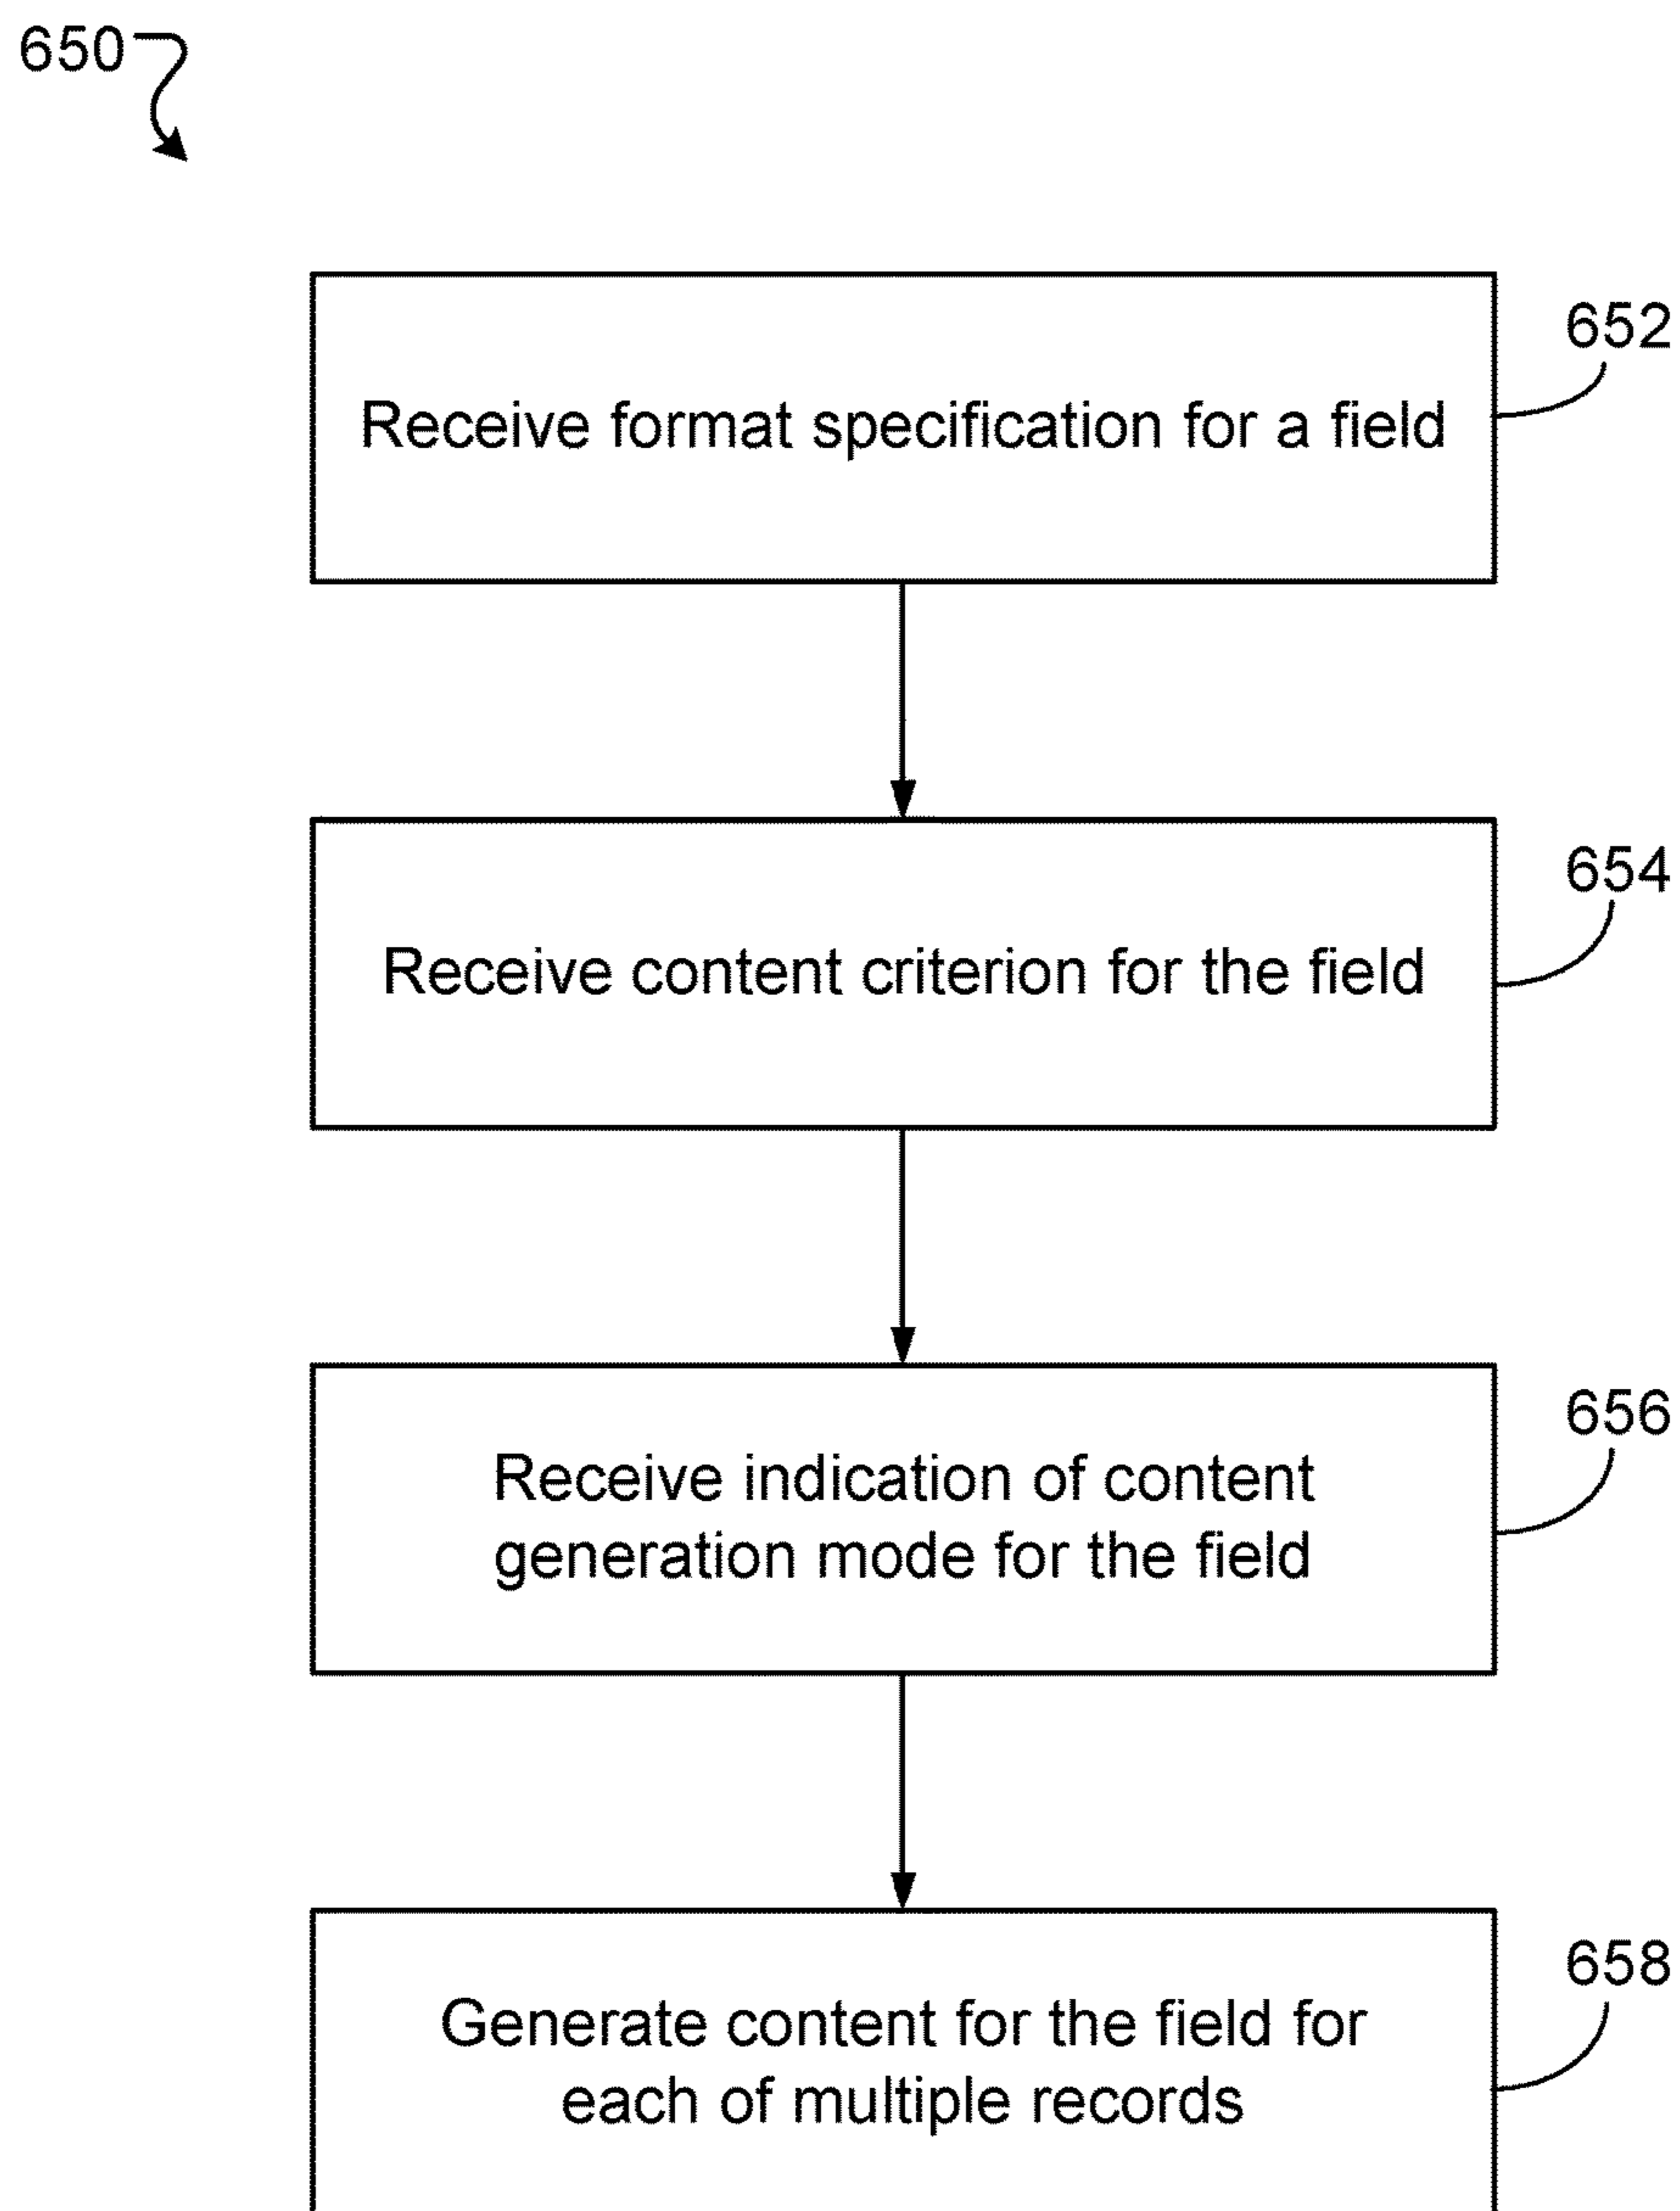 650
652
Receive format specification for a field
654
Receive content criterion for the field
656
Receive indication of content
generation mode for the field
658
Generate content for the field for
each of multiple records